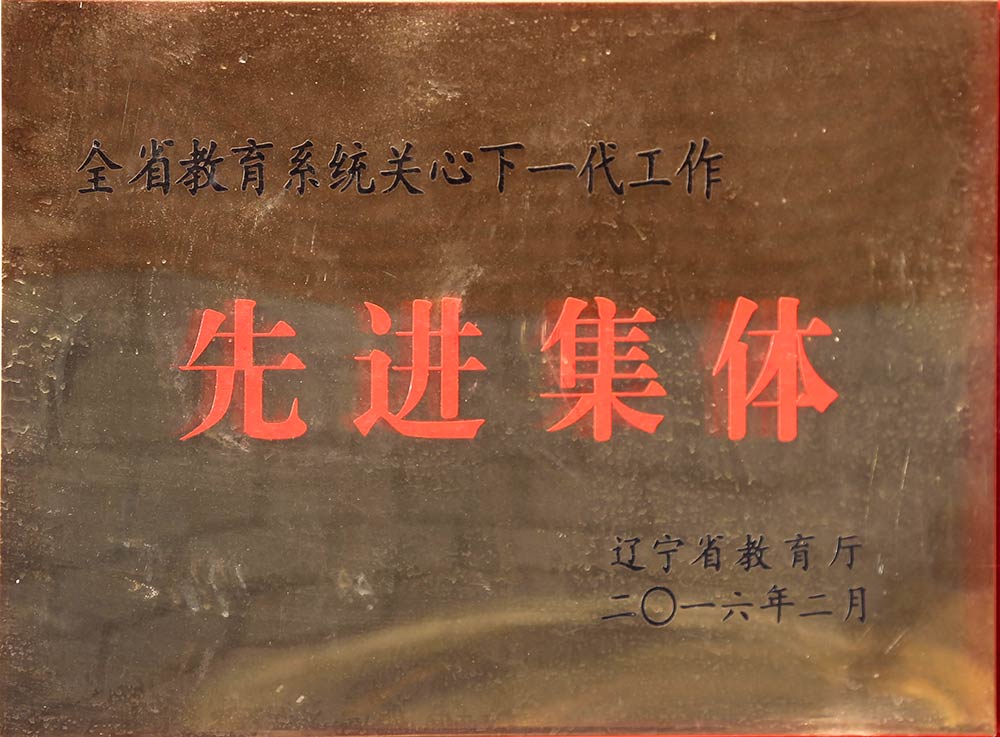 全省教育系统关心下一代工作
先进集体
辽宁省教育厅
二〇一六年二月